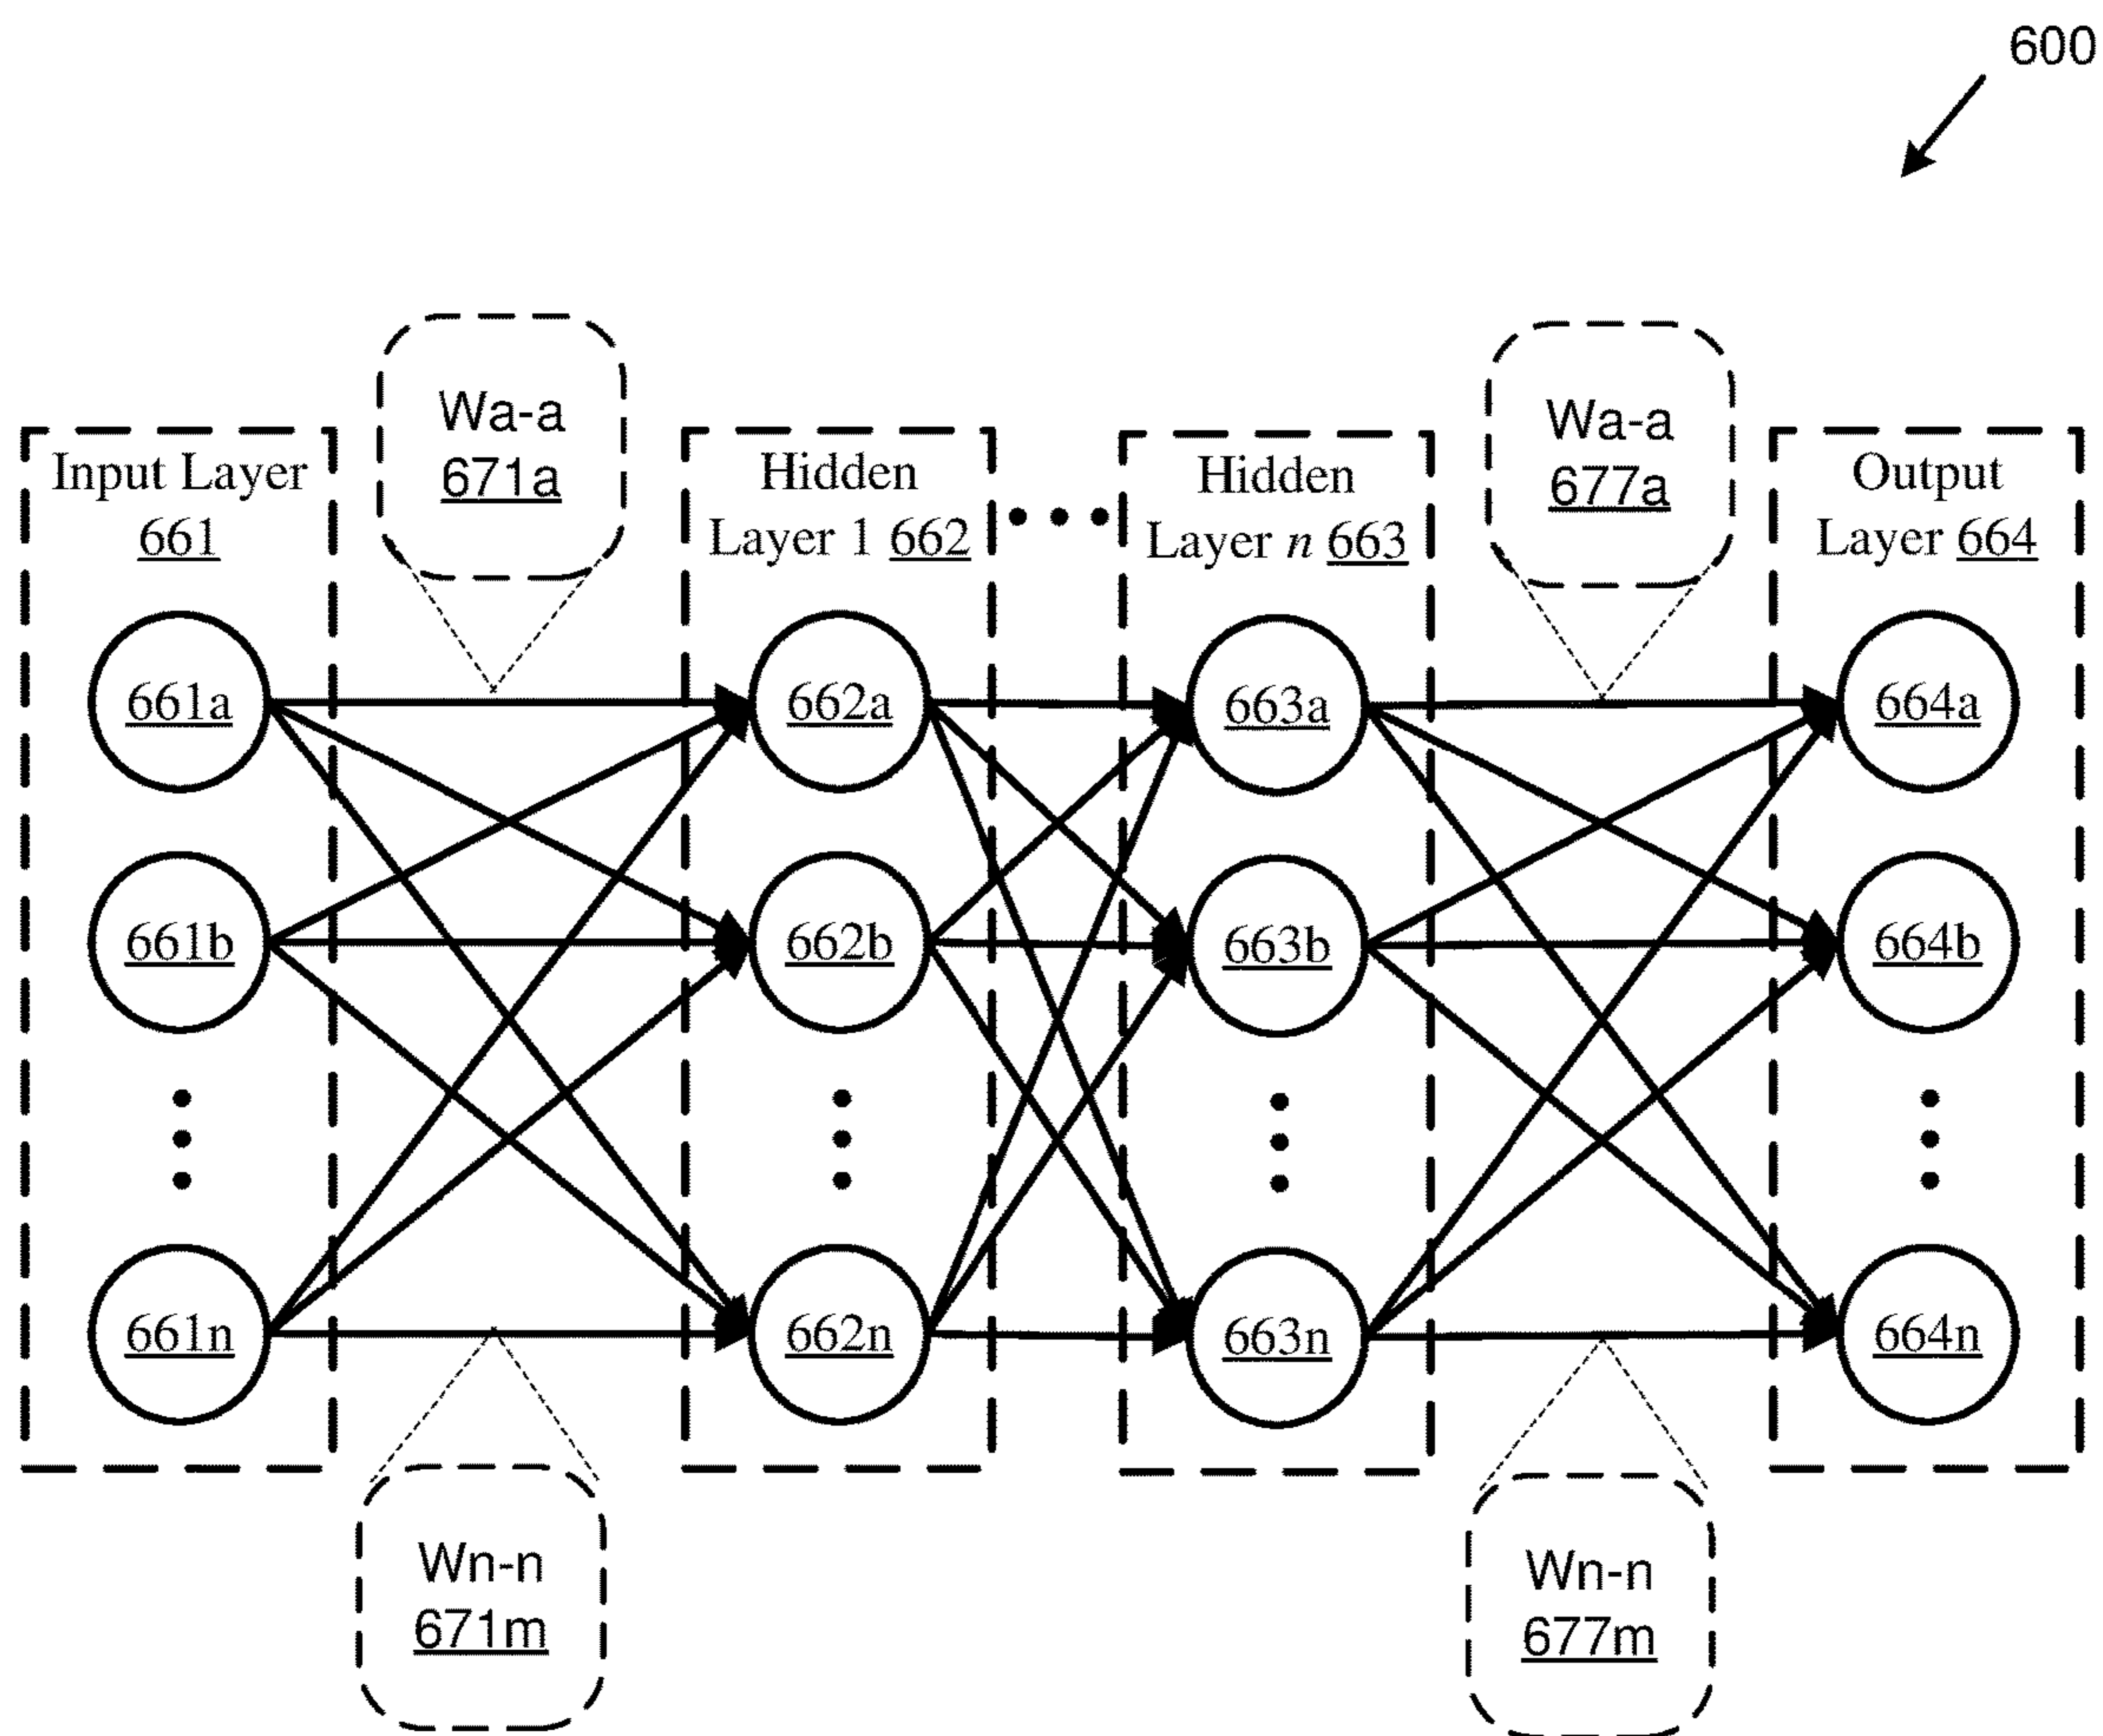 600
Wa-a
671a
Wa-a
677a
Input Layer
661
Hidden
Layer 1 662
Hidden
Layer n 663
Output
Layer 664
661a
662a
663a
664a
661b
662b
663b
664b
661n
662n
663n
664n
Wn-n
671m
Wn-n
677m